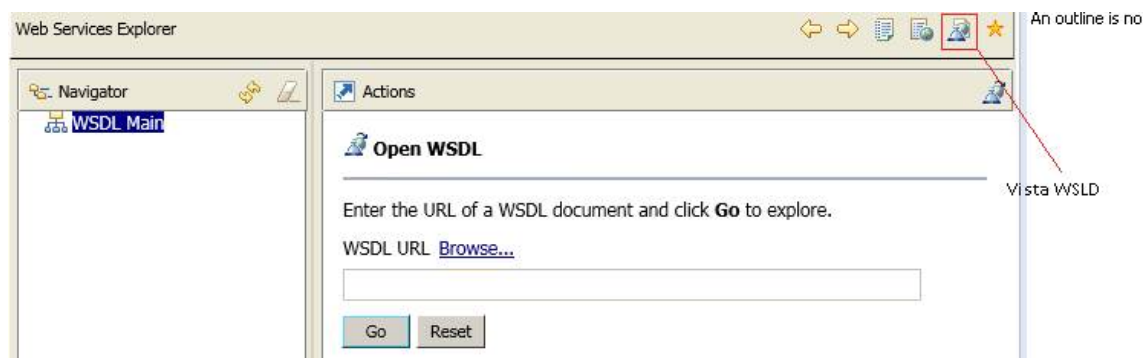 Web Services Explorer
An outline is no
Navigator
Actions
WSDL Main
Open WSDL
Vista WSLD
Enter the URL of a WSDL document and click Go to explore.
WSDL URL Browse...
Go Reset